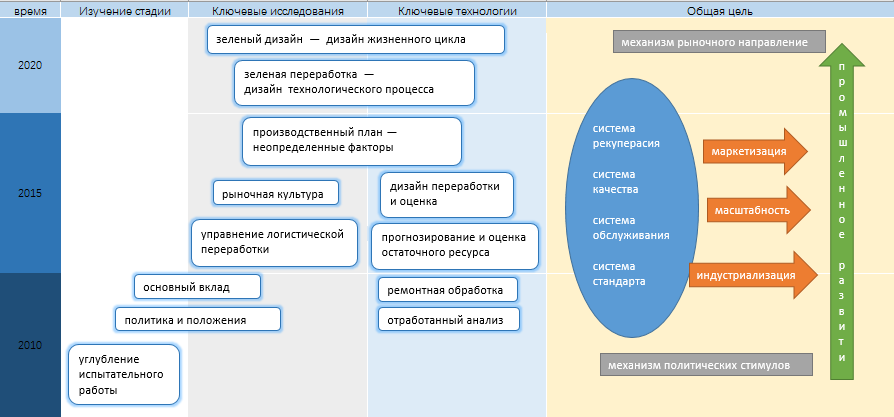 время
Изучение стадии
Ключевые исследования
Ключевые технологии
Общая цель
2020
зеленый дизайн — дизайн жизненного цикла
зеленая переработка —
дизайн технологического процесса
2015
производственный план —
неопределенные факторы
рыночная культура
дизайн переработки
и оценка
управление логистической
переработки
прогнозирование и оценка
остаточного ресурса
2010
основный вклад
ремонтная обработка
политика и положения
отработанный анализ
углубление
испытательного
работы
механизм рыночного направление
система
рекуперасия
система
качества
система
обслуживания
система
стандарта
маркетизация
масштабность
индустриализация
механизм политических стимулов
промышленное развити